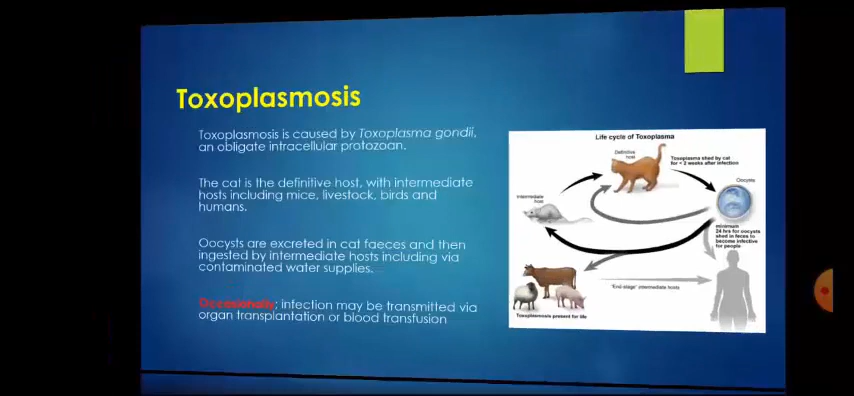 Toxoplasmosis
Toxoplasmosis is caused by Toxoplasma gondii,
an obligate intracellular protozoan.
The cat is the definitive host, with intermediate
hosts including mice, livestock, birds and
humans.
Oocysts are excreted in cat faeces and then
ingested by intermediate hosts including via
contaminated water supplies.
Occasionally; infection may be transmitted via
organ transplantation or blood transfusion
Life cycle of Toxoplasma
Definitive
host
Toxoplasma shed by cat
for < 2 weeks after infection
Oocysts
Intermediate
host
minimum
24 hrs for oocysts
shed in feces to
become infective
for people
"End stage" intermediate hosts
Toxoplasmosis present for life